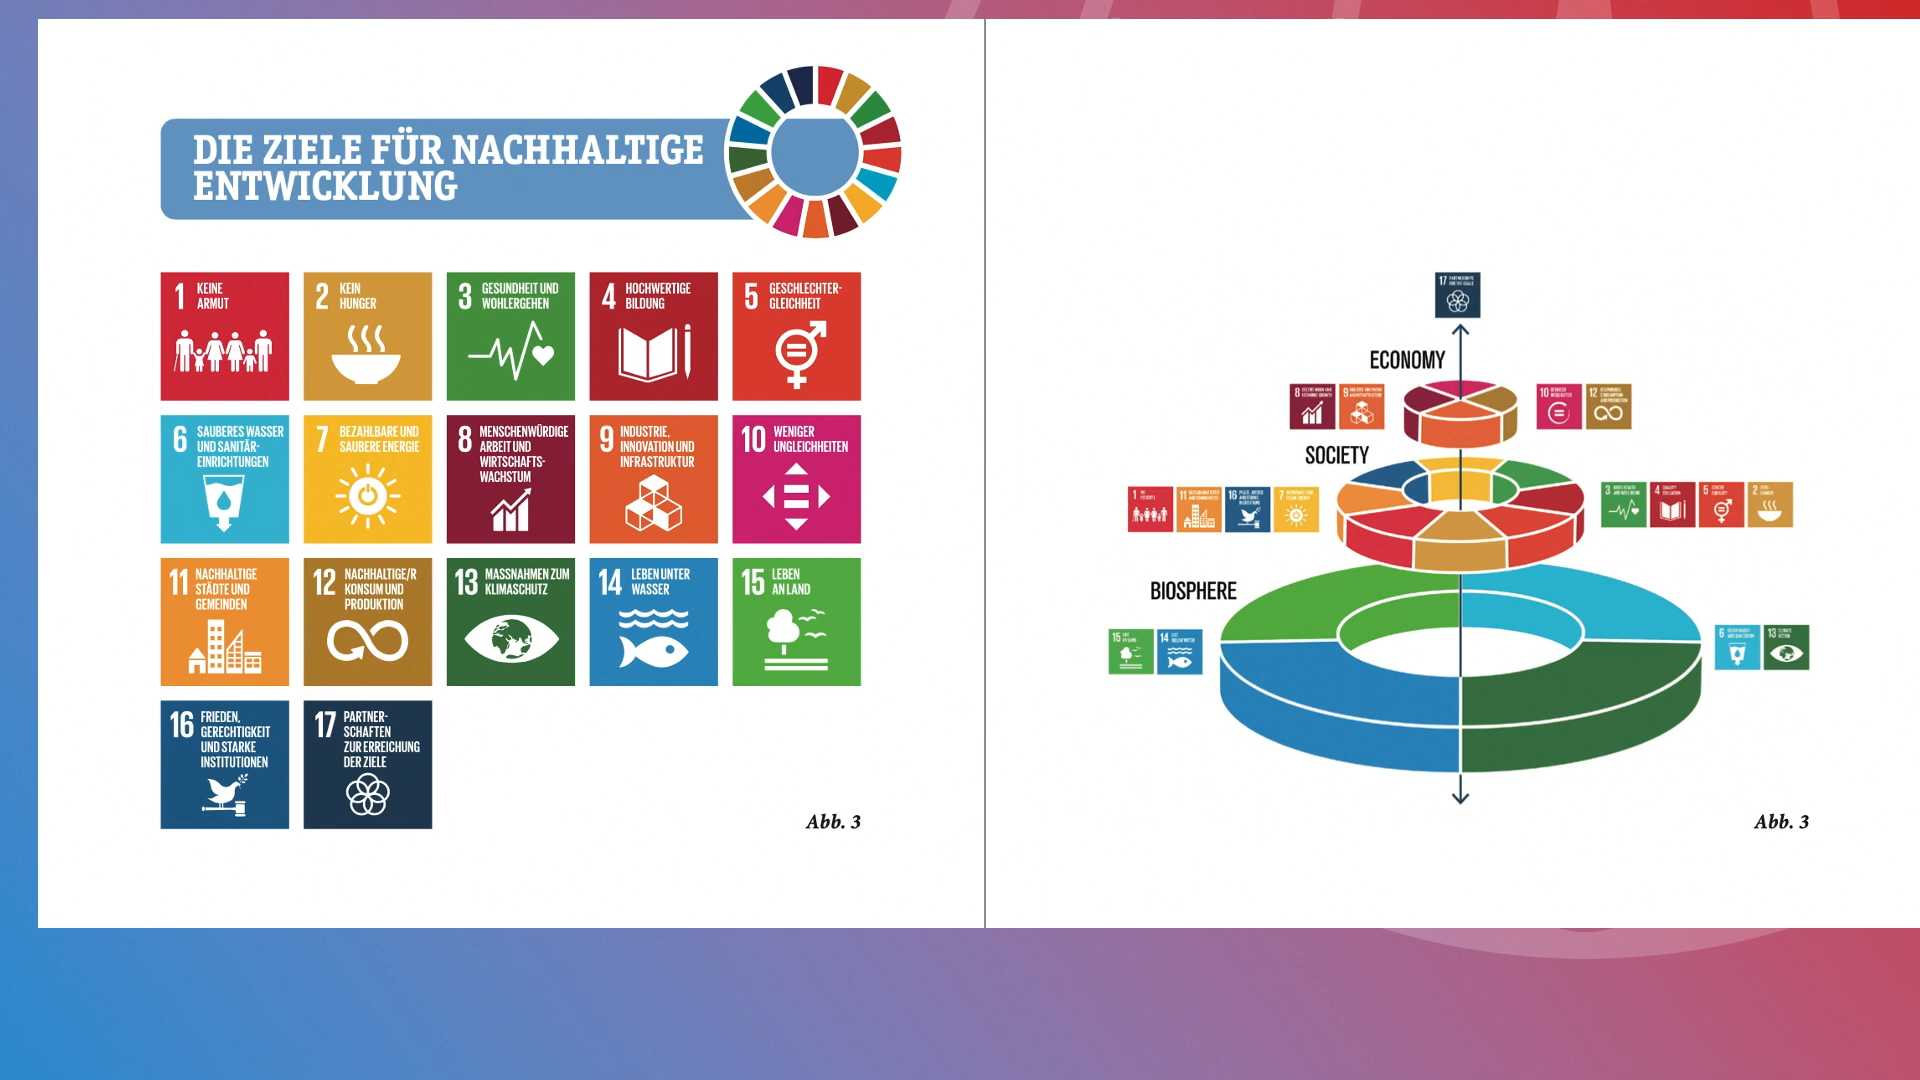 DIE ZIELE FÜR NACHHALTIGE
ENTWICKLUNG
1 KEINE
ARMUT
2 KEIN
HUNGER
3 GESUNDHEIT UND
WOHLERGEHEN
4 HOCHWERTIGE
BILDUNG
5 GESCHLECHTER-
GLEICHHEIT
6 SAUBERES WASSER
UND SANITÄR-
EINRICHTUNGEN
7 BEZAHLBARE UND
SAUBERE ENERGIE
8 MENSCHENWÜRDIGE
ARBEIT UND
WIRTSCHAFTS-
WACHSTUM
9 INDUSTRIE,
INNOVATION UND
INFRASTRUKTUR
10 WENIGER
UNGLEICHHEITEN
11 NACHHALTIGE
STÄDTE UND
GEMEINDEN
12 NACHHALTIGE/R
KONSUM UND
PRODUKTION
13 MASSNAHMEN ZUM
KLIMASCHUTZ
14 LEBEN UNTER
WASSER
15 LEBEN
AN LAND
16 FRIEDEN,
GERECHTIGKEIT
UND STARKE
INSTITUTIONEN
17 PARTNER-
SCHAFTEN
ZUR ERREICHUNG
DER ZIELE
Abb. 3
17 PARTNERSHIPS
FOR THE GOALS
ECONOMY
8
9
10
12
SOCIETY
1
11
16
7
3
4
5
2
BIOSPHERE
15
14
6
13
Abb. 3